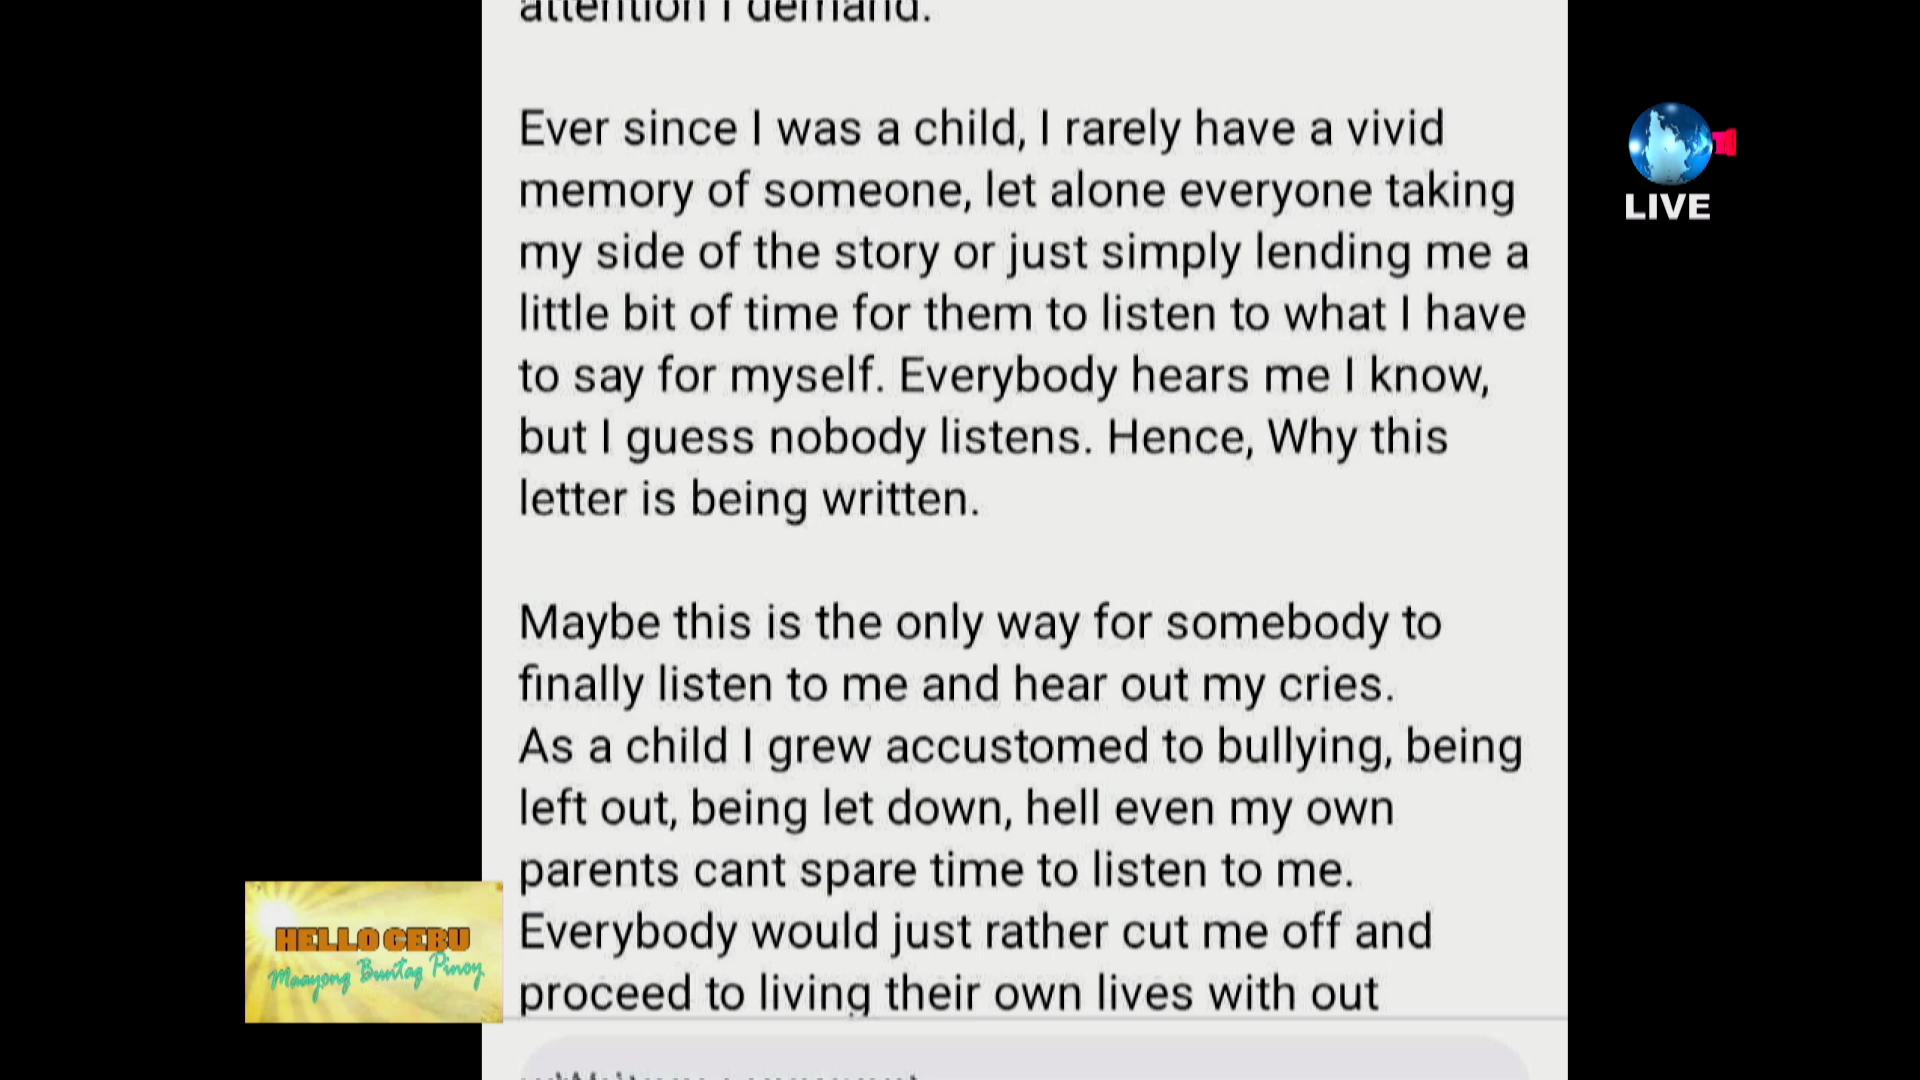 attention I demand.
Ever since I was a child, I rarely have a vivid
memory of someone, let alone everyone taking
my side of the story or just simply lending me a
little bit of time for them to listen to what I have
to say for myself. Everybody hears me I know,
but I guess nobody listens. Hence, Why this
letter is being written.
Maybe this is the only way for somebody to
finally listen to me and hear out my cries.
As a child I grew accustomed to bullying, being
left out, being let down, hell even my own
parents cant spare time to listen to me.
Everybody would just rather cut me off and
proceed to living their own lives with out
LIVE
HELLO CEBU
Maayong Buntag Pinoy